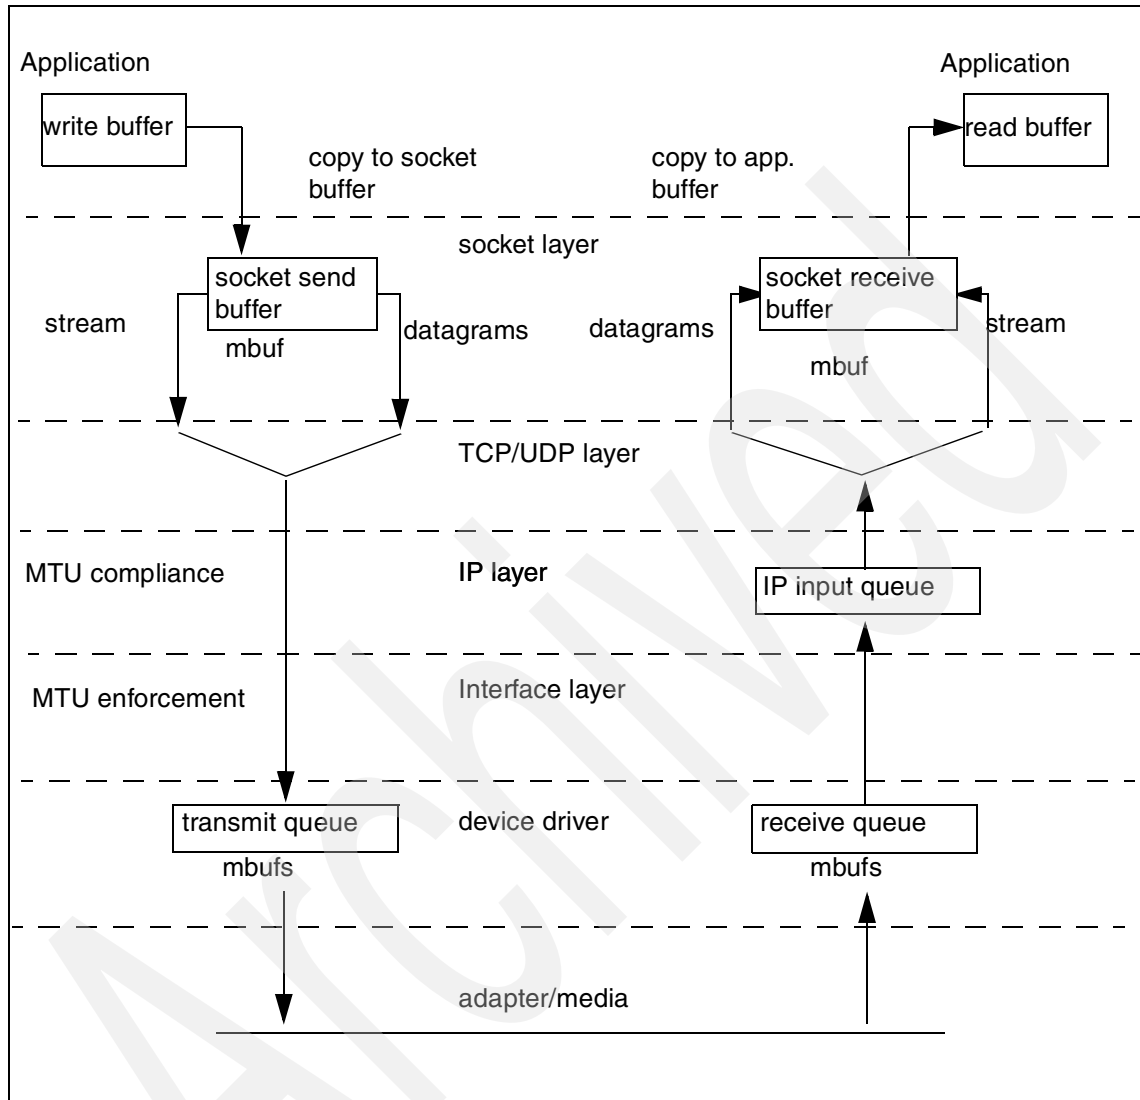 Application
Application
write buffer
read buffer
copy to socket
buffer
copy to app.
buffer
socket layer
socket send
buffer
socket receive
buffer
stream
datagrams
datagrams
stream
mbuf
mbuf
TCP/UDP layer
MTU compliance
IP layer
IP input queue
MTU enforcement
Interface layer
transmit queue
device driver
receive queue
mbufs
mbufs
adapter/media
Archived